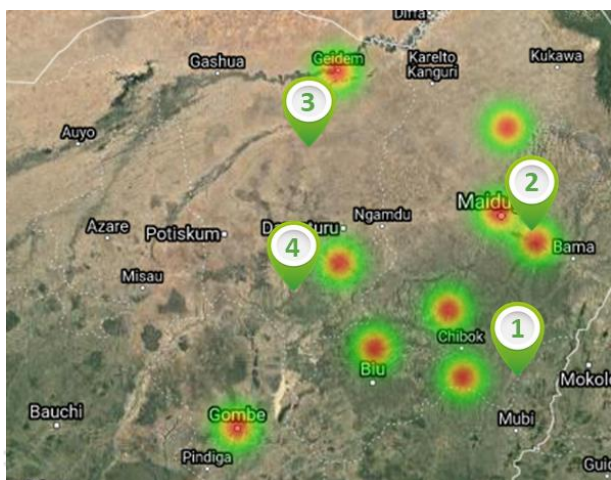 Diffa
Gashua
Geidem
Karelto
Kanguri
Kukawa
3
Auyo
2
Maidu
Azare
Potiskum
Ngamdu
4
Bama
Misau
1
Chibok
Biu
Mokolo
Bauchi
Gombe
Mubi
Pindiga